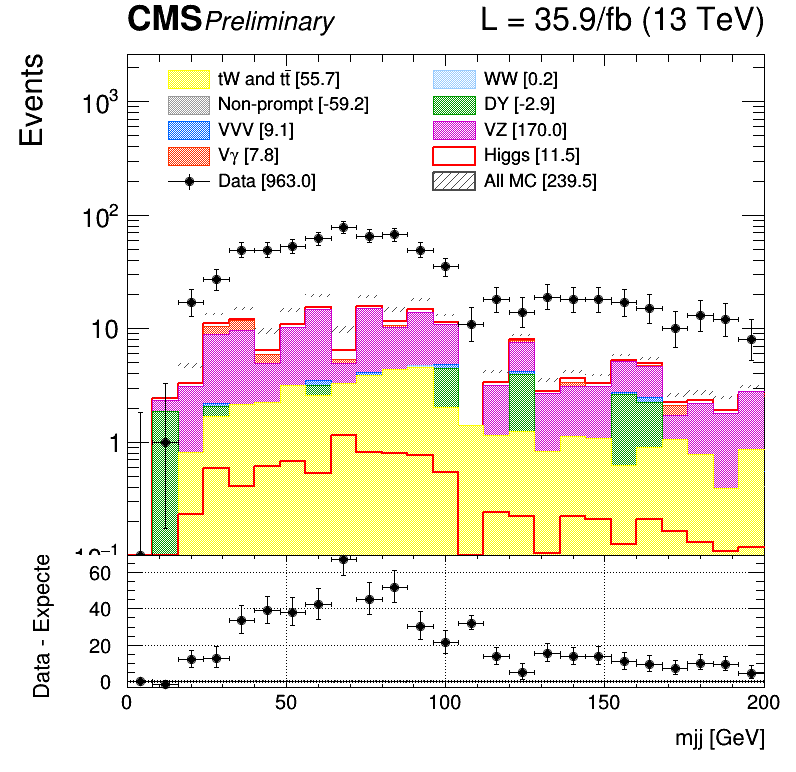 CMS Preliminary L = 35.9/fb (13 TeV)
Events
10³
10²
10
1
10⁻¹
tW and tt̄ [55.7]
WW [0.2]
Non-prompt [-59.2]
DY [-2.9]
VVV [9.1]
VZ [170.0]
Vγ [7.8]
Higgs [11.5]
Data [963.0]
All MC [239.5]
Data - Expecte
60
40
20
0
0 50 100 150 200
mjj [GeV]